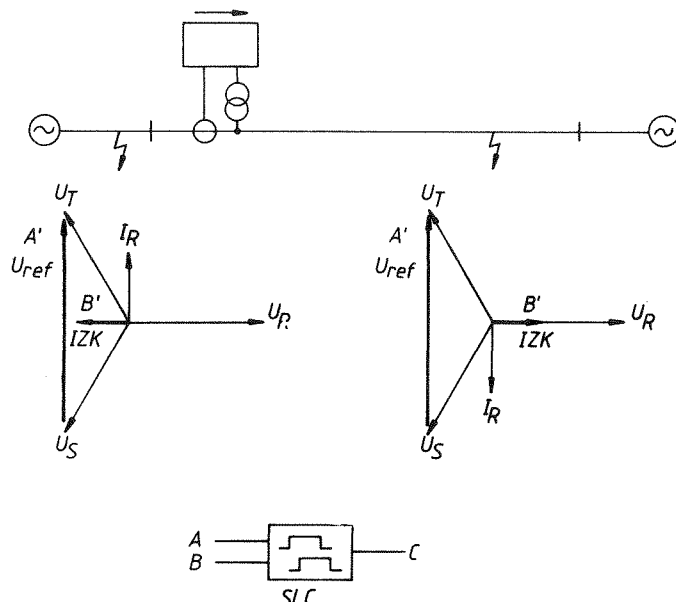 U_T
A'
I_R
U_ref
B'
U_R
IZK
U_S
U_T
A'
U_ref
B'
U_R
IZK
I_R
U_S
A
B
C
SLC